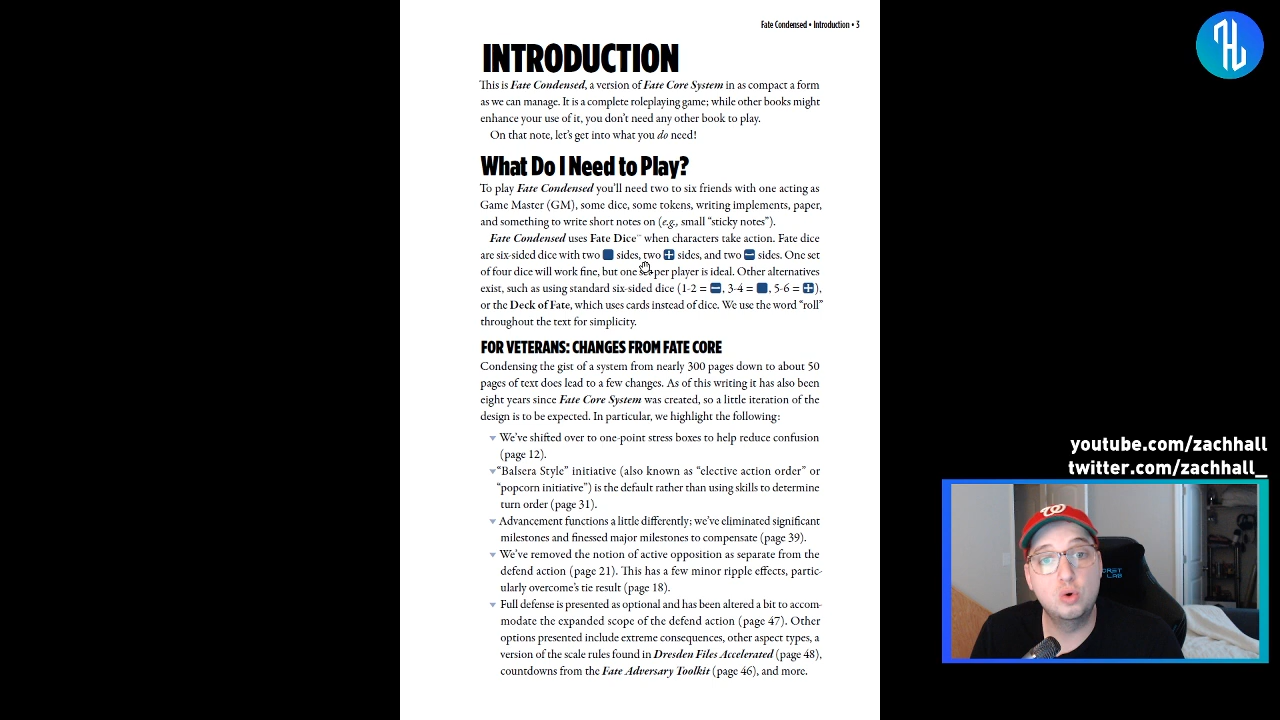 Fate Condensed • Introduction • 3
INTRODUCTION
This is Fate Condensed, a version of Fate Core System in as compact a form
as we can manage. It is a complete roleplaying game; while other books might
enhance your use of it, you don't need any other book to play.
On that note, let's get into what you do need!
What Do I Need to Play?
To play Fate Condensed you'll need two to six friends with one acting as
Game Master (GM), some dice, some tokens, writing implements, paper,
and something to write short notes on (e.g., small “sticky notes”).
Fate Condensed uses Fate Dice™ when characters take action. Fate dice
are six-sided dice with two sides, two + sides, and two − sides. One set
of four dice will work fine, but one set per player is ideal. Other alternatives
exist, such as using standard six-sided dice (1-2 = −, 3-4 = , 5-6 = +),
or the Deck of Fate, which uses cards instead of dice. We use the word “roll”
throughout the text for simplicity.
FOR VETERANS: CHANGES FROM FATE CORE
Condensing the gist of a system from nearly 300 pages down to about 50
pages of text does lead to a few changes. As of this writing it has also been
eight years since Fate Core System was created, so a little iteration of the
design is to be expected. In particular, we highlight the following:
We've shifted over to one-point stress boxes to help reduce confusion
(page 12).
“Balsera Style” initiative (also known as “elective action order” or
“popcorn initiative”) is the default rather than using skills to determine
turn order (page 31).
Advancement functions a little differently; we've eliminated significant
milestones and finessed major milestones to compensate (page 39).
We've removed the notion of active opposition as separate from the
defend action (page 21). This has a few minor ripple effects, partic-
ularly overcome's tie result (page 18).
Full defense is presented as optional and has been altered a bit to accom-
modate the expanded scope of the defend action (page 47). Other
options presented include extreme consequences, other aspect types, a
version of the scale rules found in Dresden Files Accelerated (page 48),
countdowns from the Fate Adversary Toolkit (page 46), and more.
youtube.com/zachhall
twitter.com/zachhall_
W